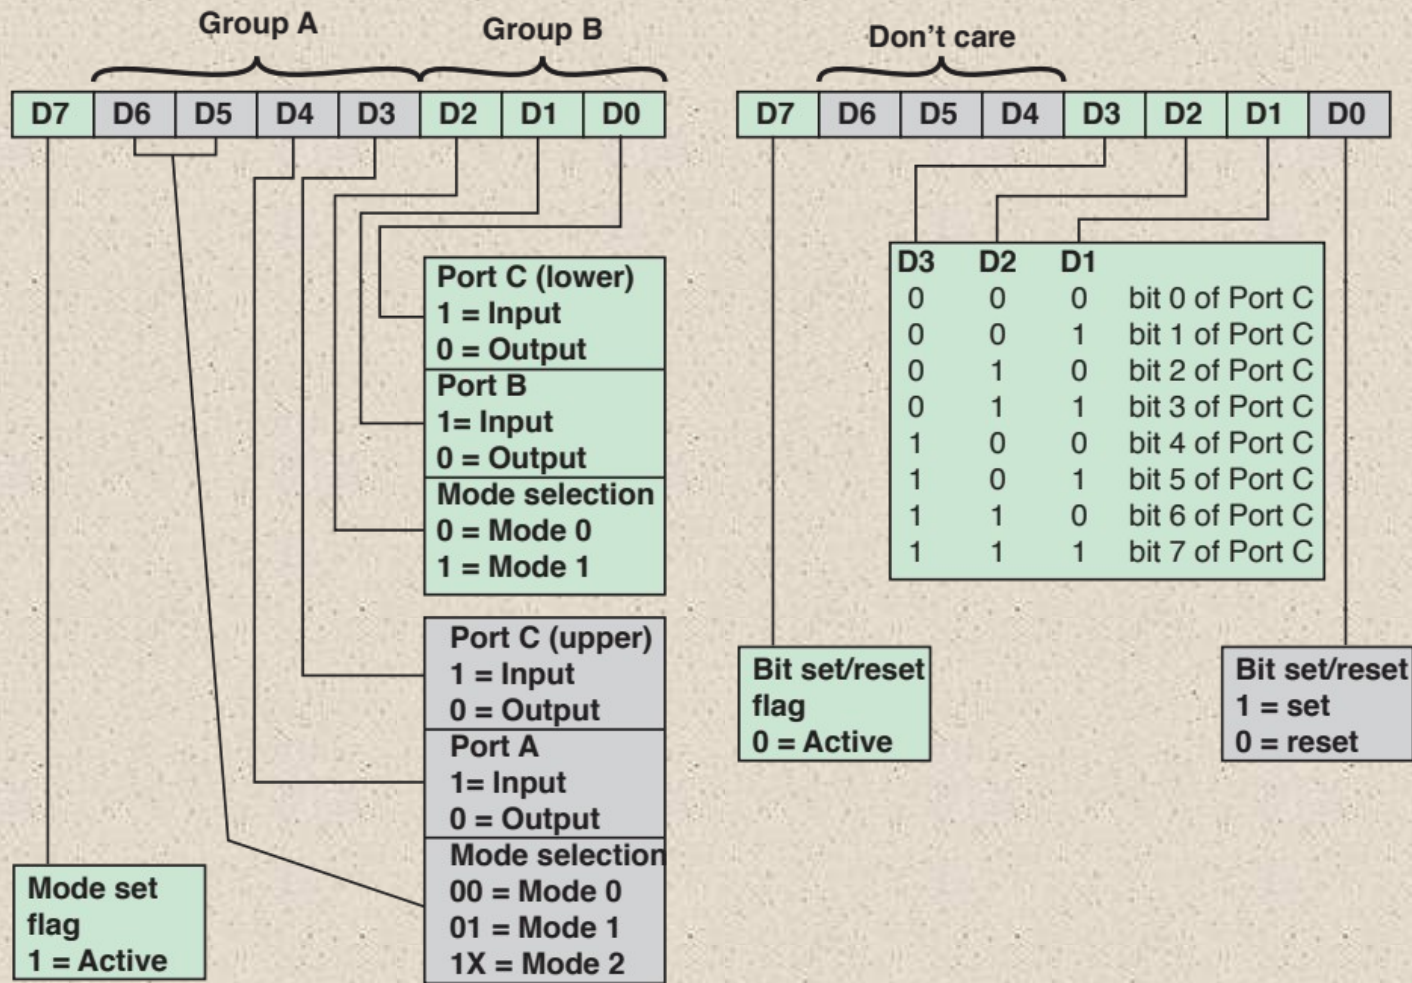 Group A
Group B
D7 D6 D5 D4 D3 D2 D1 D0
Port C (lower)
1 = Input
0 = Output
Port B
1= Input
0 = Output
Mode selection
0 = Mode 0
1 = Mode 1
Port C (upper)
1 = Input
0 = Output
Port A
1= Input
0 = Output
Mode selection
00 = Mode 0
01 = Mode 1
1X = Mode 2
Mode set
flag
1 = Active
Don't care
D7 D6 D5 D4 D3 D2 D1 D0
D3 D2 D1
0 0 0 bit 0 of Port C
0 0 1 bit 1 of Port C
0 1 0 bit 2 of Port C
0 1 1 bit 3 of Port C
1 0 0 bit 4 of Port C
1 0 1 bit 5 of Port C
1 1 0 bit 6 of Port C
1 1 1 bit 7 of Port C
Bit set/reset
flag
0 = Active
Bit set/reset
1 = set
0 = reset